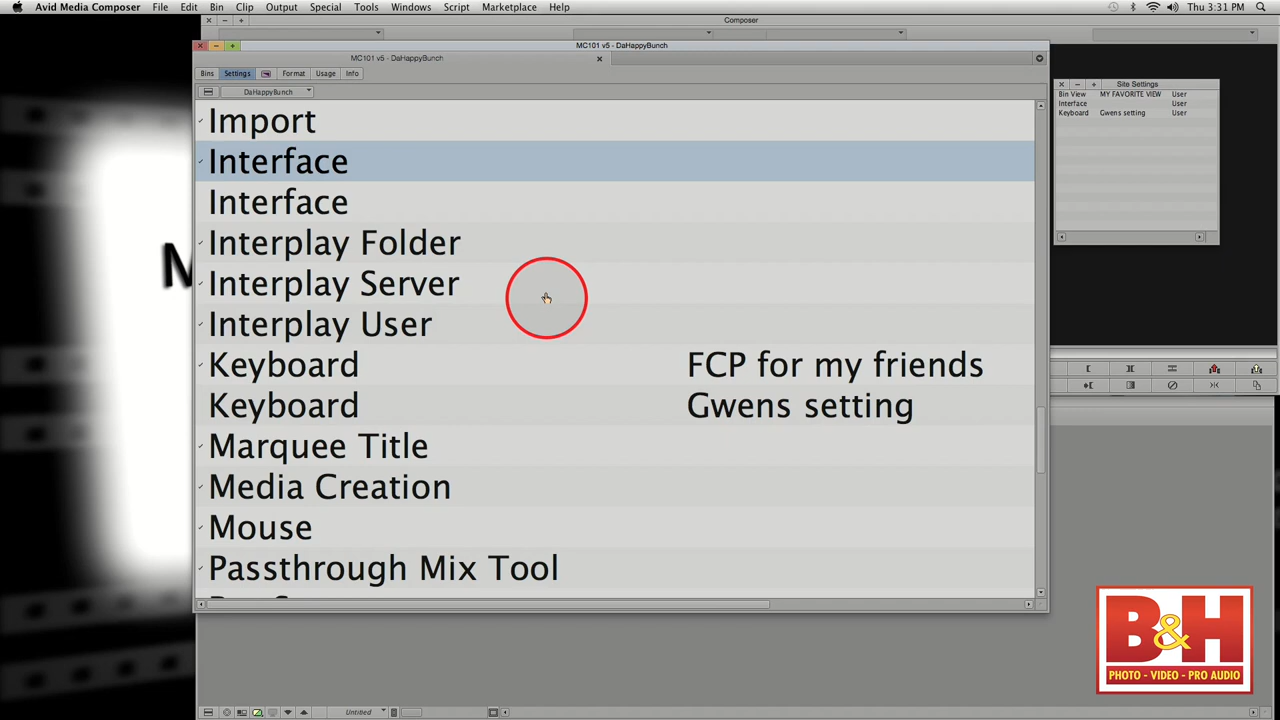 Avid Media Composer File Edit Bin Clip Output Special Tools Windows Script Marketplace Help Thu 3:31 PM
Composer
MC101 v5 - DaHappyBunch
MC101 v5 - DaHappyBunch
Bins Settings Format Usage Info
DaHappyBunch
Import
Interface
Interface
Interplay Folder
Interplay Server
Interplay User
Keyboard FCP for my friends
Keyboard Gwens setting
Marquee Title
Media Creation
Mouse
Passthrough Mix Tool
Site Settings
Bin View MY FAVORITE VIEW User
Interface User
Keyboard Gwens setting User
M
Untitled
B&H
PHOTO - VIDEO - PRO AUDIO